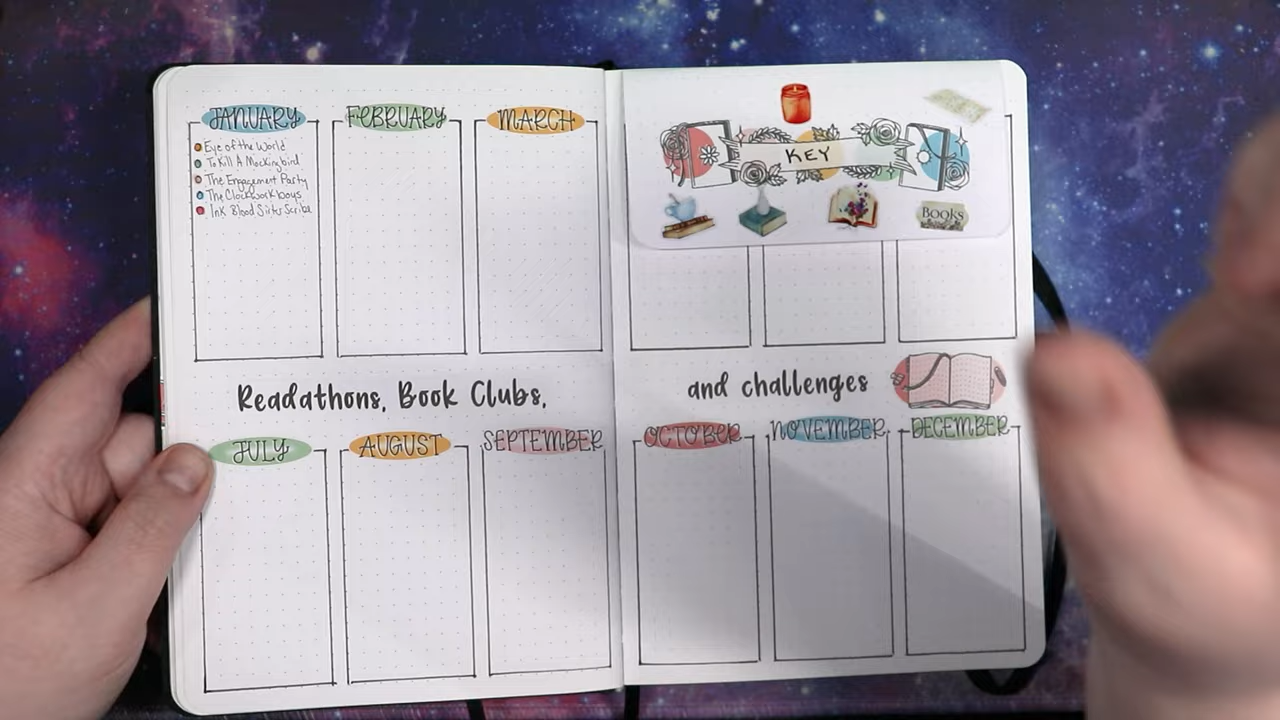 JANUARY
FEBRUARY
MARCH
Eye of the World
To Kill A Mockingbird
The Engagement Party
The Clockwork boys
Ink Blood Sister Scribe
KEY
BOOKS
Readathons, Book Clubs,
and challenges
JULY
AUGUST
SEPTEMBER
OCTOBER
NOVEMBER
DECEMBER